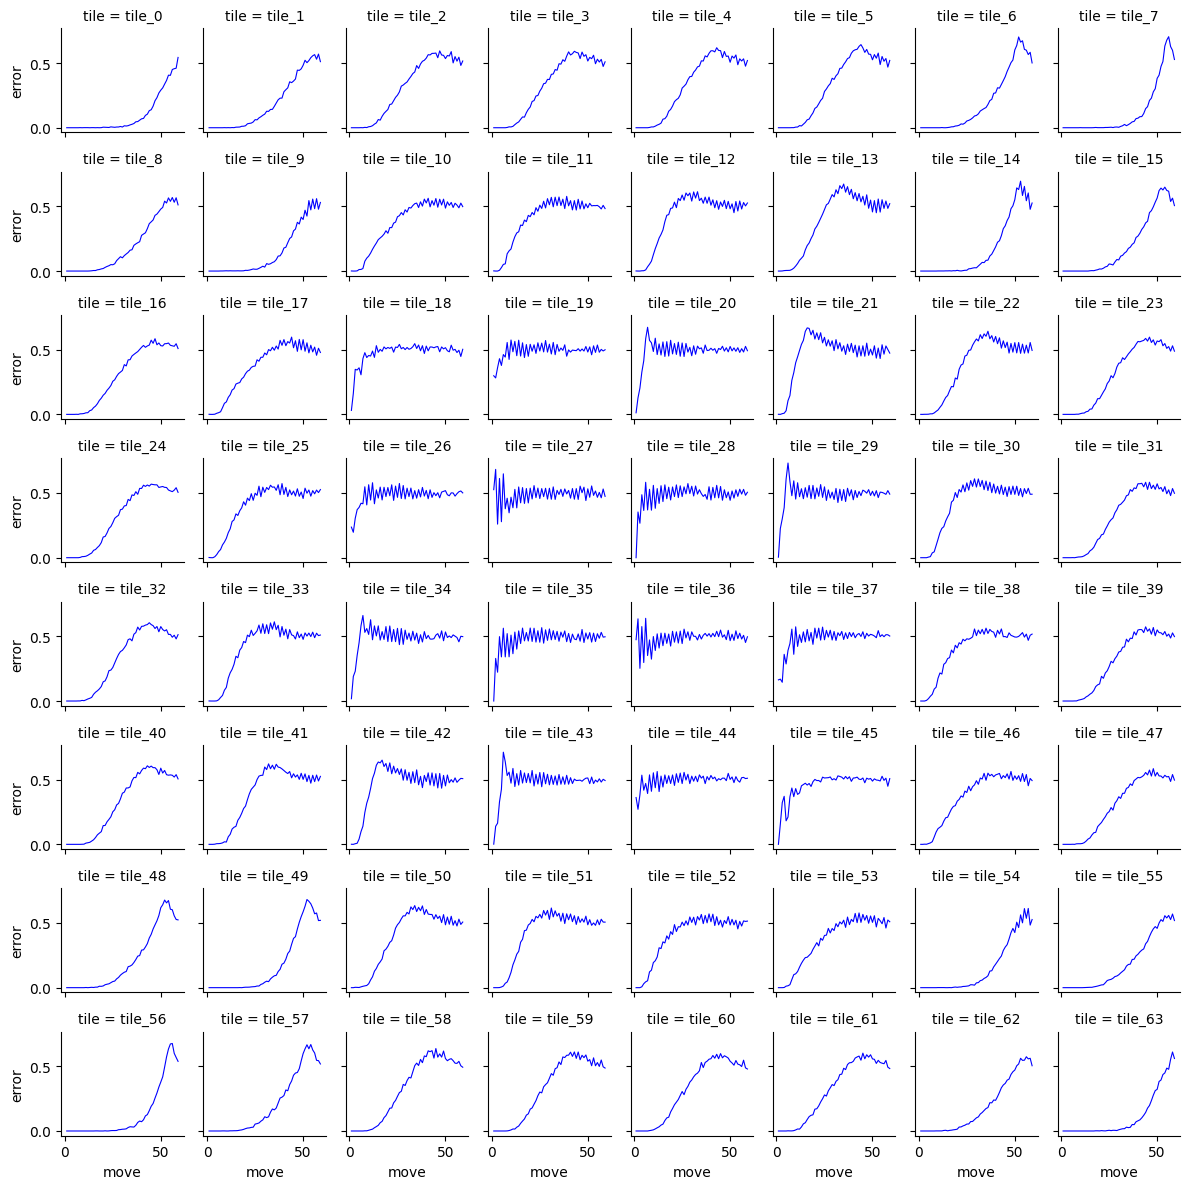 tile = tile_0 tile = tile_1 tile = tile_2 tile = tile_3 tile = tile_4 tile = tile_5 tile = tile_6 tile = tile_7
0.5
error
0.0
tile = tile_8 tile = tile_9 tile = tile_10 tile = tile_11 tile = tile_12 tile = tile_13 tile = tile_14 tile = tile_15
0.5
error
0.0
tile = tile_16 tile = tile_17 tile = tile_18 tile = tile_19 tile = tile_20 tile = tile_21 tile = tile_22 tile = tile_23
0.5
error
0.0
tile = tile_24 tile = tile_25 tile = tile_26 tile = tile_27 tile = tile_28 tile = tile_29 tile = tile_30 tile = tile_31
0.5
error
0.0
tile = tile_32 tile = tile_33 tile = tile_34 tile = tile_35 tile = tile_36 tile = tile_37 tile = tile_38 tile = tile_39
0.5
error
0.0
tile = tile_40 tile = tile_41 tile = tile_42 tile = tile_43 tile = tile_44 tile = tile_45 tile = tile_46 tile = tile_47
0.5
error
0.0
tile = tile_48 tile = tile_49 tile = tile_50 tile = tile_51 tile = tile_52 tile = tile_53 tile = tile_54 tile = tile_55
0.5
error
0.0
tile = tile_56 tile = tile_57 tile = tile_58 tile = tile_59 tile = tile_60 tile = tile_61 tile = tile_62 tile = tile_63
0.5
error
0.0
0 50 0 50 0 50 0 50 0 50 0 50 0 50 0 50
move move move move move move move move